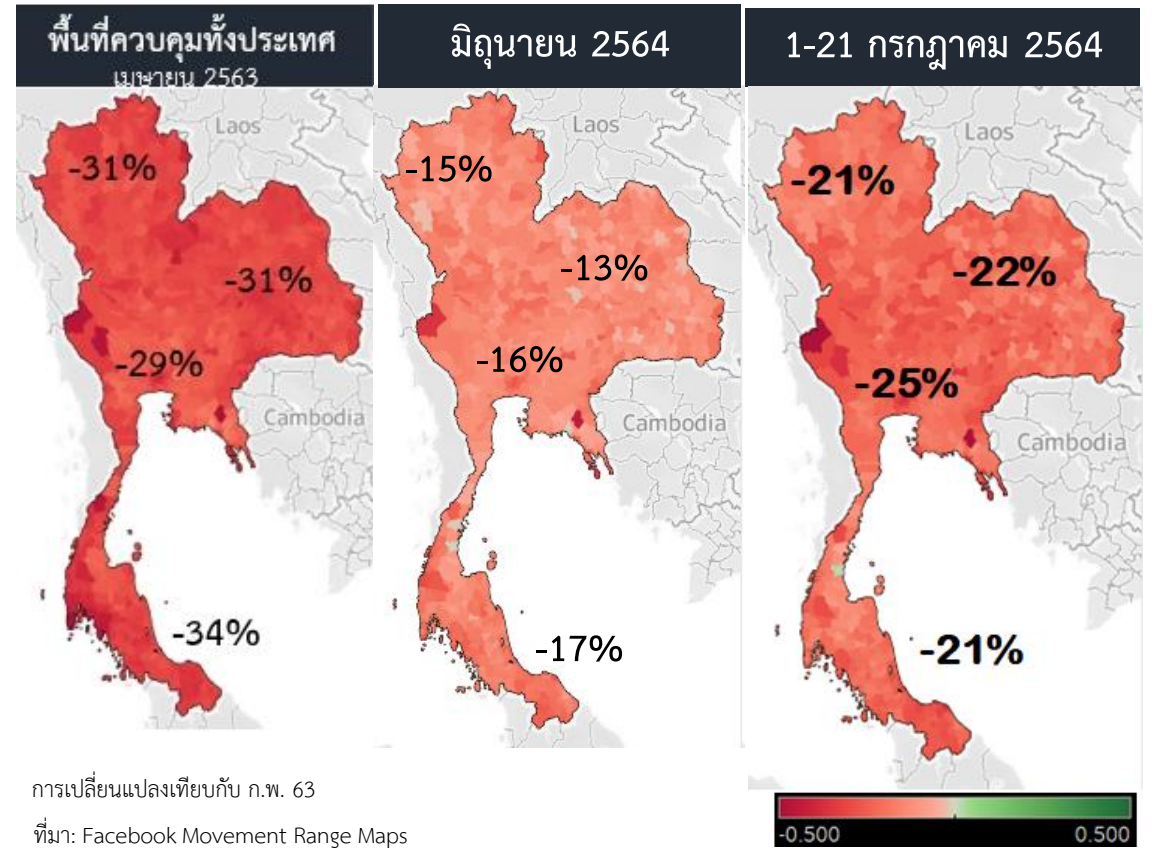 พื้นที่ควบคุมทั้งประเทศ
เมษายน 2563
มิถุนายน 2564
1-21 กรกฎาคม 2564
Laos
-31%
-31%
-29%
Cambodia
-34%
Laos
-15%
-13%
-16%
Cambodia
-17%
Laos
-21%
-22%
-25%
Cambodia
-21%
การเปลี่ยนแปลงเทียบกับ ก.พ. 63
ที่มา: Facebook Movement Range Maps
-0.500
0.500